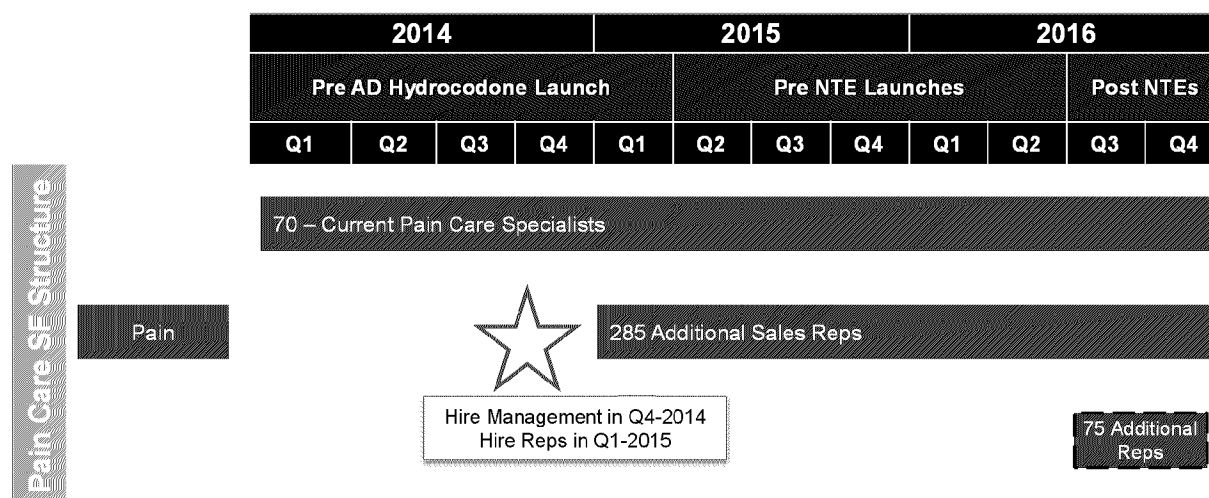 2014 2015 2016
Pre AD Hydrocodone Launch Pre NTE Launches Post NTEs
Q1 Q2 Q3 Q4 Q1 Q2 Q3 Q4 Q1 Q2 Q3 Q4
Pain Care SF Structure
70 – Current Pain Care Specialists
Pain
285 Additional Sales Reps
Hire Management in Q4-2014
Hire Reps in Q1-2015
75 Additional
Reps